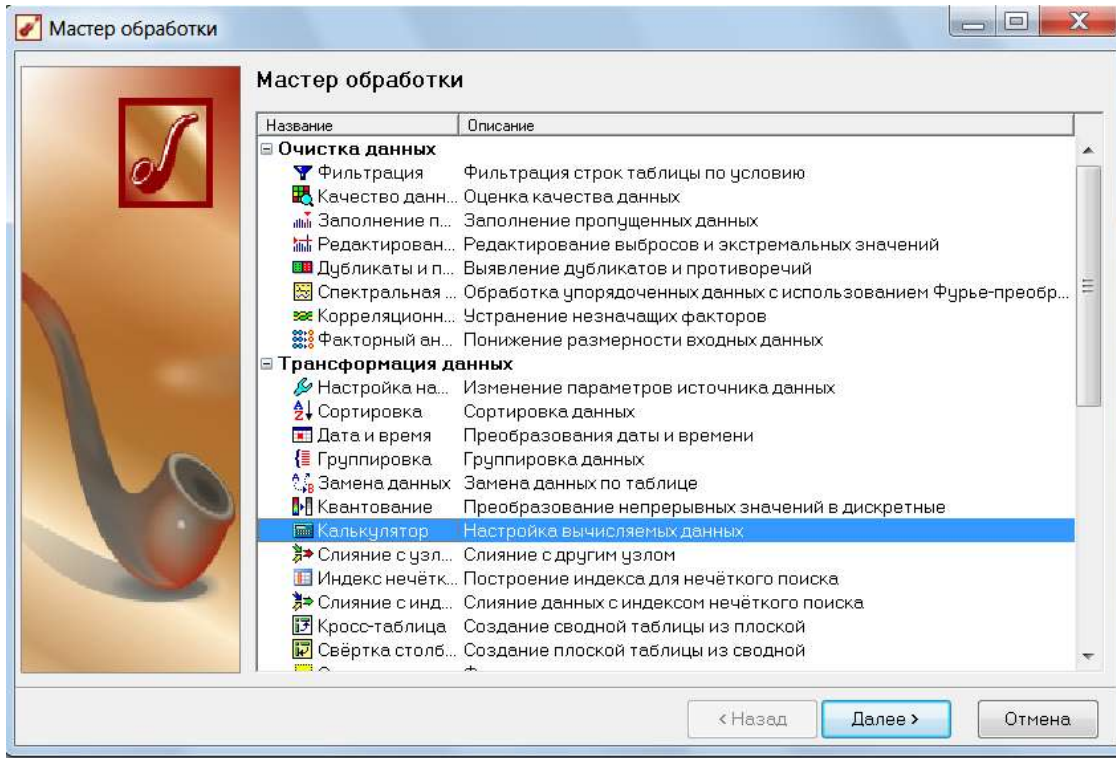 Мастер обработки
Мастер обработки
Название Описание
Очистка данных
Фильтрация Фильтрация строк таблицы по условию
Качество данн... Оценка качества данных
Заполнение п... Заполнение пропущенных данных
Редактирован... Редактирование выбросов и экстремальных значений
Дубликаты и п... Выявление дубликатов и противоречий
Спектральная ... Обработка упорядоченных данных с использованием Фурье-преобр...
Корреляционн... Устранение незначащих факторов
Факторный ан... Понижение размерности входных данных
Трансформация данных
Настройка на... Изменение параметров источника данных
Сортировка Сортировка данных
Дата и время Преобразования даты и времени
Группировка Группировка данных
Замена данных Замена данных по таблице
Квантование Преобразование непрерывных значений в дискретные
Калькулятор Настройка вычисляемых данных
Слияние с узл... Слияние с другим узлом
Индекс нечётк... Построение индекса для нечёткого поиска
Слияние с инд... Слияние данных с индексом нечёткого поиска
Кросс-таблица Создание сводной таблицы из плоской
Свёртка столб... Создание плоской таблицы из сводной
< Назад Далее > Отмена